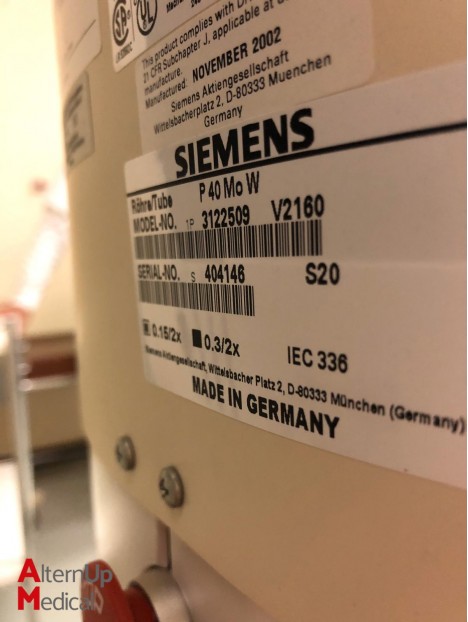 This product complies with
21 CFR Subchapter J, applicable at
manufacture.
Manufactured: NOVEMBER 2002
Siemens Aktiengesellschaft
Wittelsbacherplatz 2, D-80333 Muenchen
Germany
SIEMENS
Röhre/Tube P 40 Mo W
MODEL-NO. 1P 3122509 V2160
SERIAL-NO. S 404146 S20
0.15/2x 0.3/2x IEC 336
Siemens Aktiengesellschaft, Wittelsbacher Platz 2, D-80333 München (Germany)
MADE IN GERMANY
AlternUp
Medical